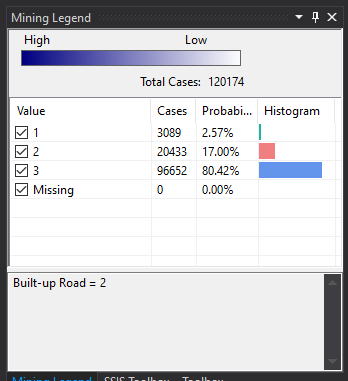 Mining Legend
High Low
Total Cases: 120174
Value Cases Probabi... Histogram
1 3089 2.57%
2 20433 17.00%
3 96652 80.42%
Missing 0 0.00%
Built-up Road = 2
Mining Legend SSIS Toolbox Toolbox